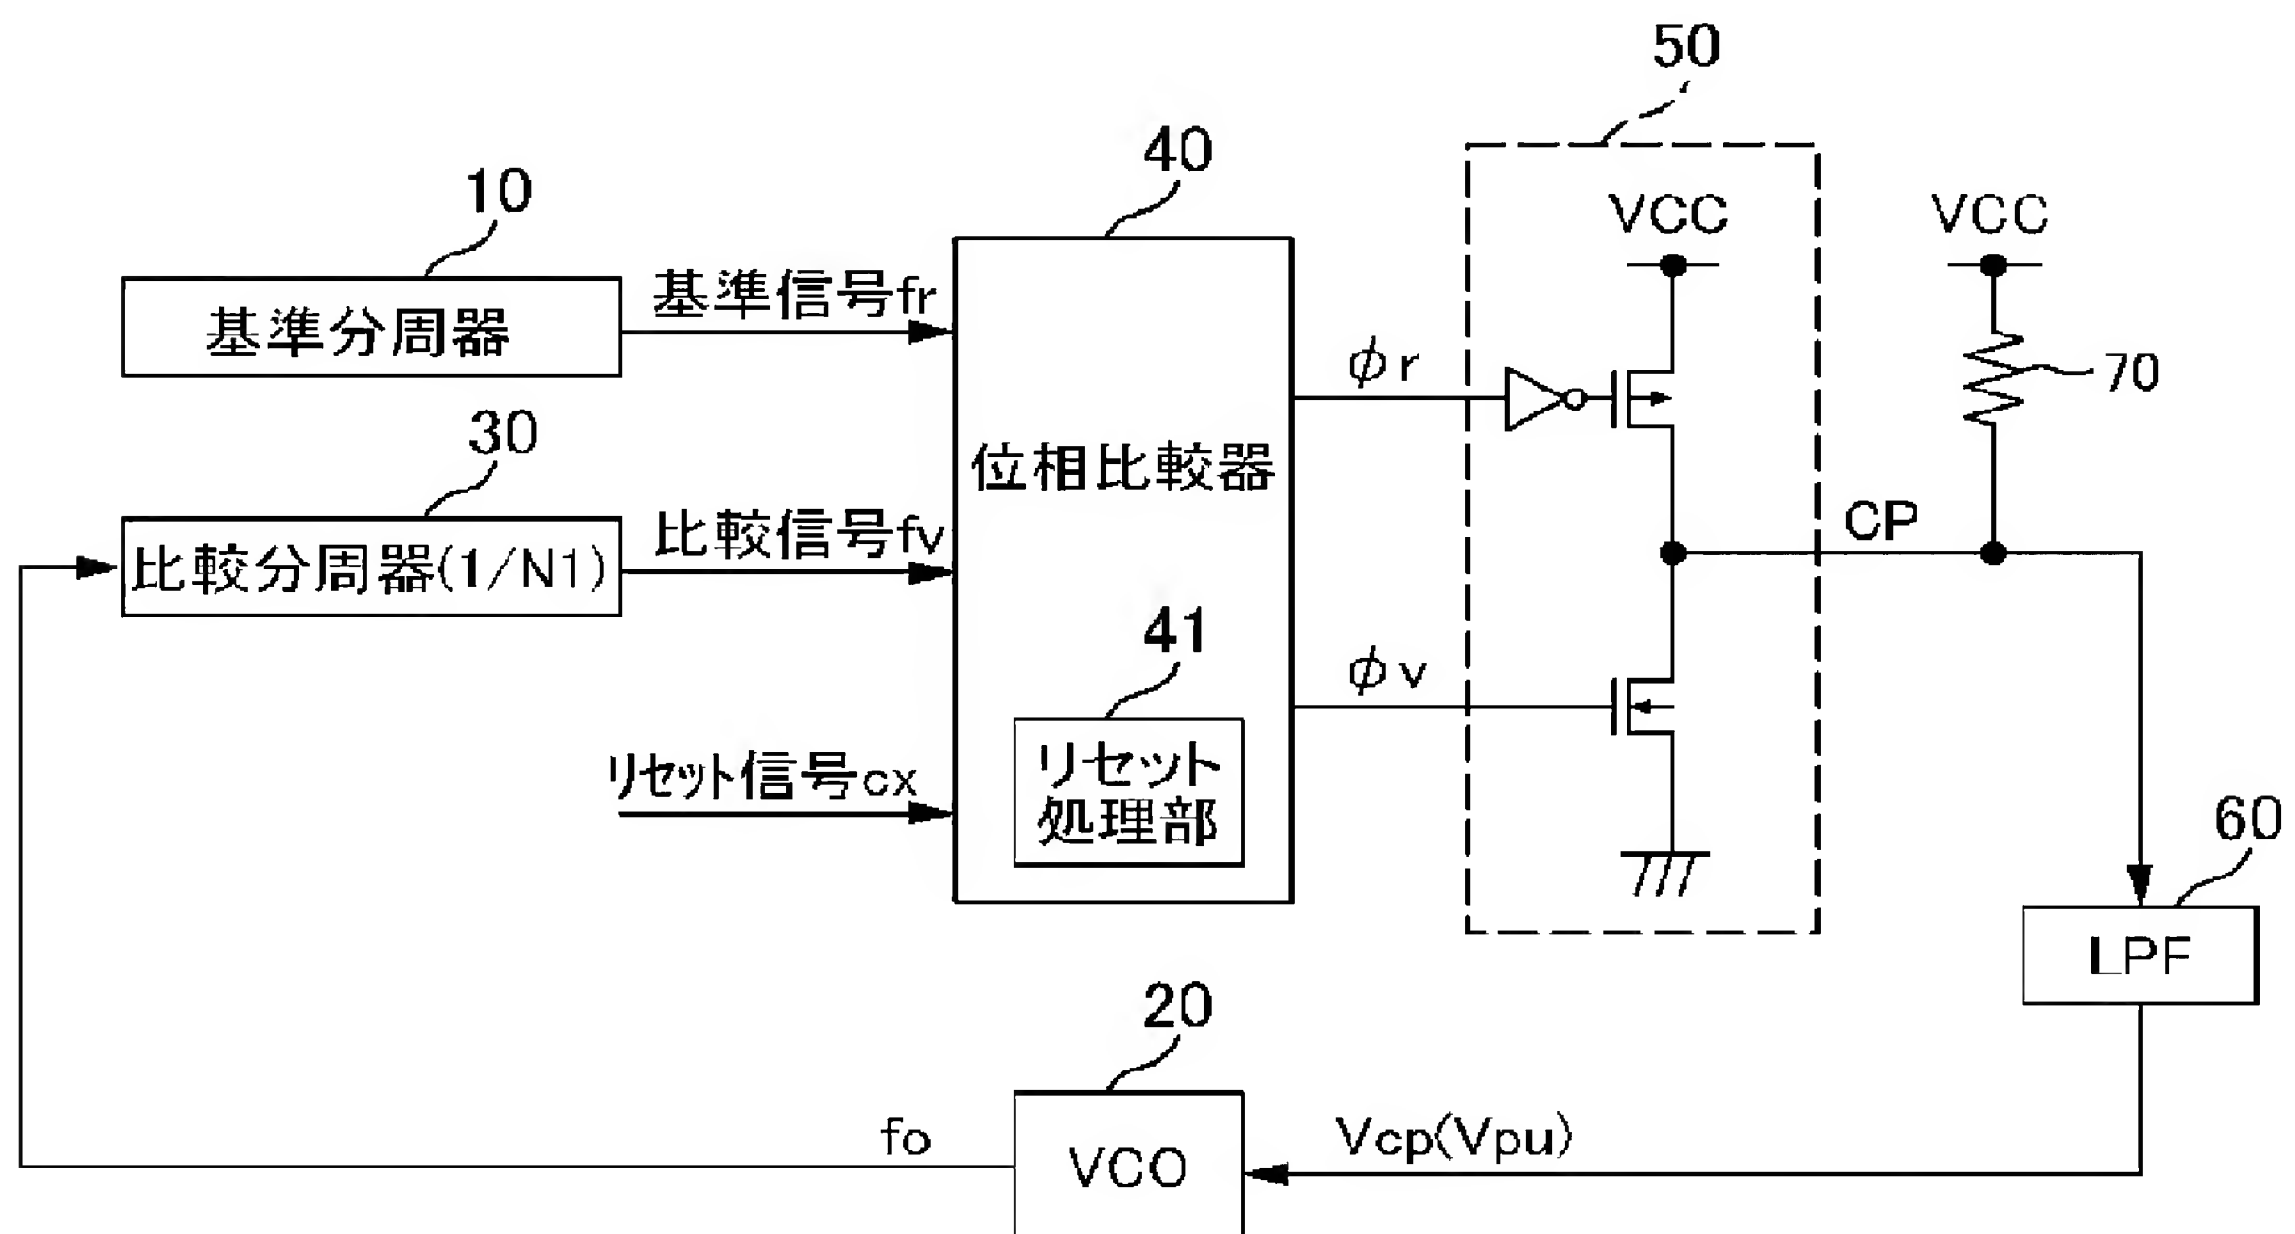 50
40
10
VCC
VCC
基準信号fr
基準分周器
φr
70
30
位相比較器
比較信号fv
CP
比較分周器(1/N1)
41
φv
リセット信号cx
リセット
処理部
60
LPF
20
fo
Vcp(Vpu)
VCO